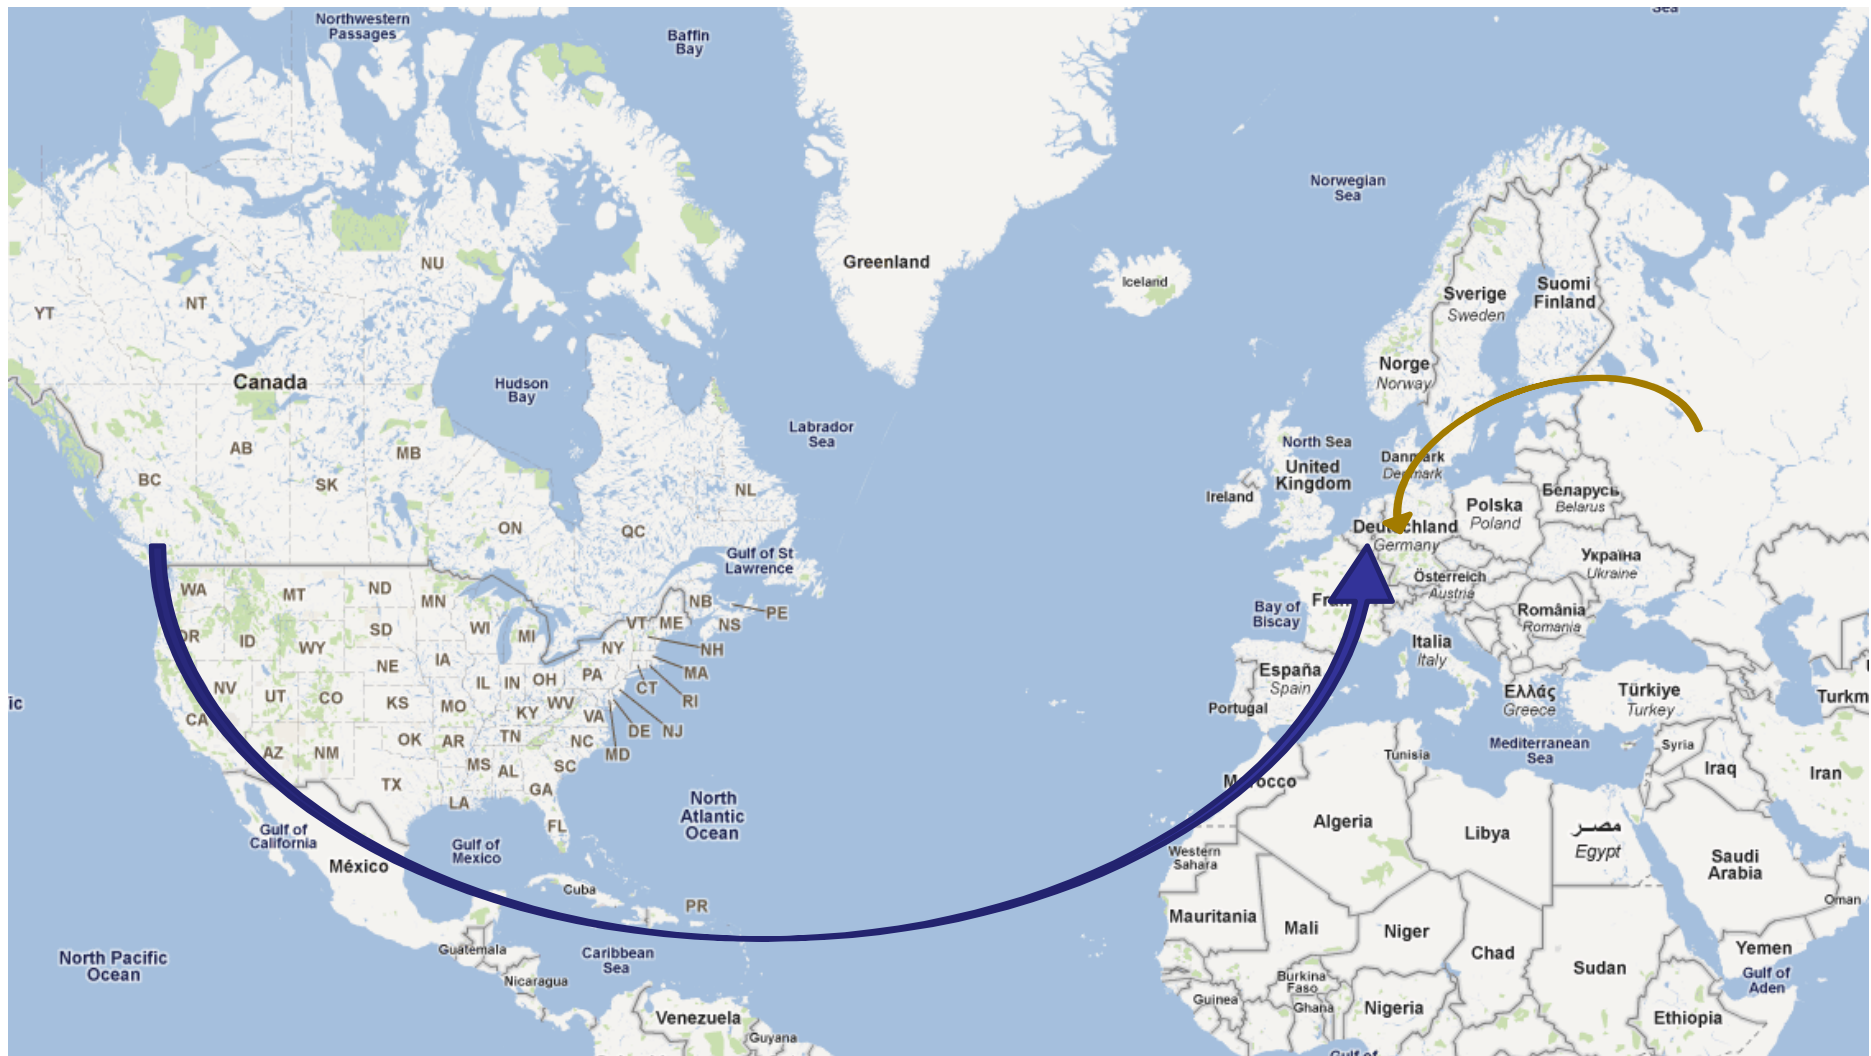 Sea
Northwestern
Passages
Baffin
Bay
Norwegian
Sea
Greenland
Iceland
NU
NT
YT
Sverige
Sweden
Suomi
Finland
Norge
Norway
Canada
Hudson
Bay
Labrador
Sea
North Sea
United
Kingdom
Ireland
Danmark
Denmark
AB
MB
BC
SK
NL
ON
QC
Polska
Poland
Беларусь
Belarus
Deutschland
Germany
Україна
Ukraine
Österreich
Austria
Gulf of St
Lawrence
WA
MT
ND
MN
NB
PE
NS
VT
ME
Bay of
Biscay
România
Romania
OR
ID
SD
WI
MI
WY
NY
NH
Italia
Italy
NE
IA
MA
PA
OH
IL
IN
CT
RI
NV
UT
CO
KS
MO
KY
WV
VA
DE
NJ
MD
España
Spain
Portugal
Ελλάς
Greece
Türkiye
Turkey
Turkm
ic
CA
AZ
NM
OK
AR
TN
NC
MS
AL
SC
TX
LA
GA
FL
Mediterranean
Sea
Tunisia
Syria
Iraq
Iran
Morocco
North
Atlantic
Ocean
Gulf of
California
Gulf of
Mexico
México
Cuba
PR
Algeria
Libya
مصر
Egypt
Western
Sahara
Saudi
Arabia
Oman
Mauritania
Mali
Niger
Chad
Sudan
Yemen
Gulf of
Aden
North Pacific
Ocean
Guatemala
Nicaragua
Caribbean
Sea
Venezuela
Guyana
Burkina
Faso
Guinea
Ghana
Nigeria
Ethiopia
Gulf of